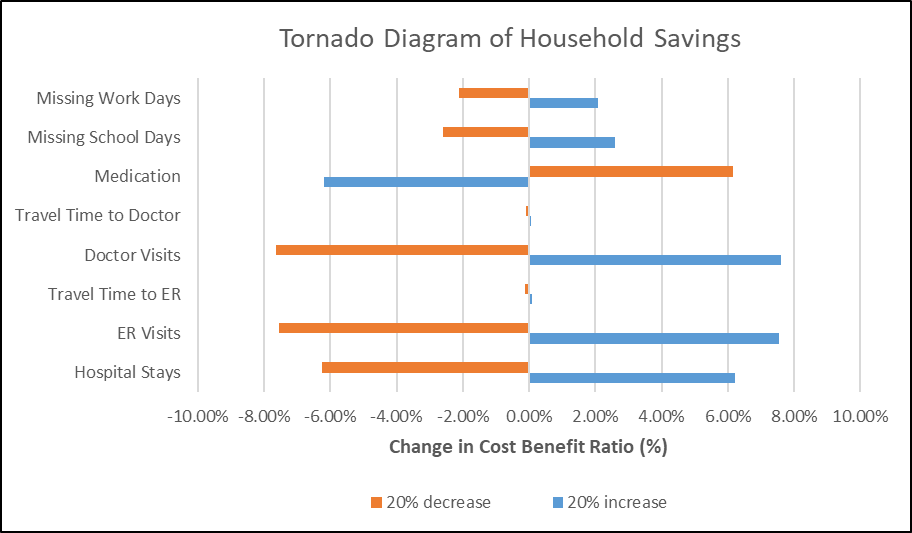 Tornado Diagram of Household Savings
Missing Work Days
Missing School Days
Medication
Travel Time to Doctor
Doctor Visits
Travel Time to ER
ER Visits
Hospital Stays
-10.00% -8.00% -6.00% -4.00% -2.00% 0.00% 2.00% 4.00% 6.00% 8.00% 10.00%
Change in Cost Benefit Ratio (%)
20% decrease 20% increase